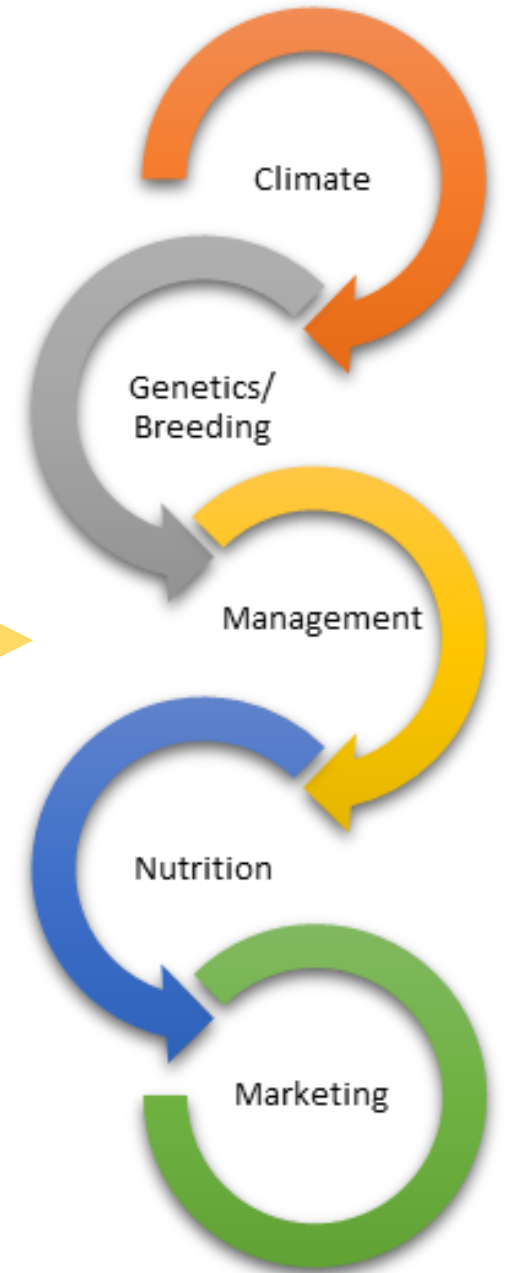 Climate
Genetics/
Breeding
Management
Nutrition
Marketing